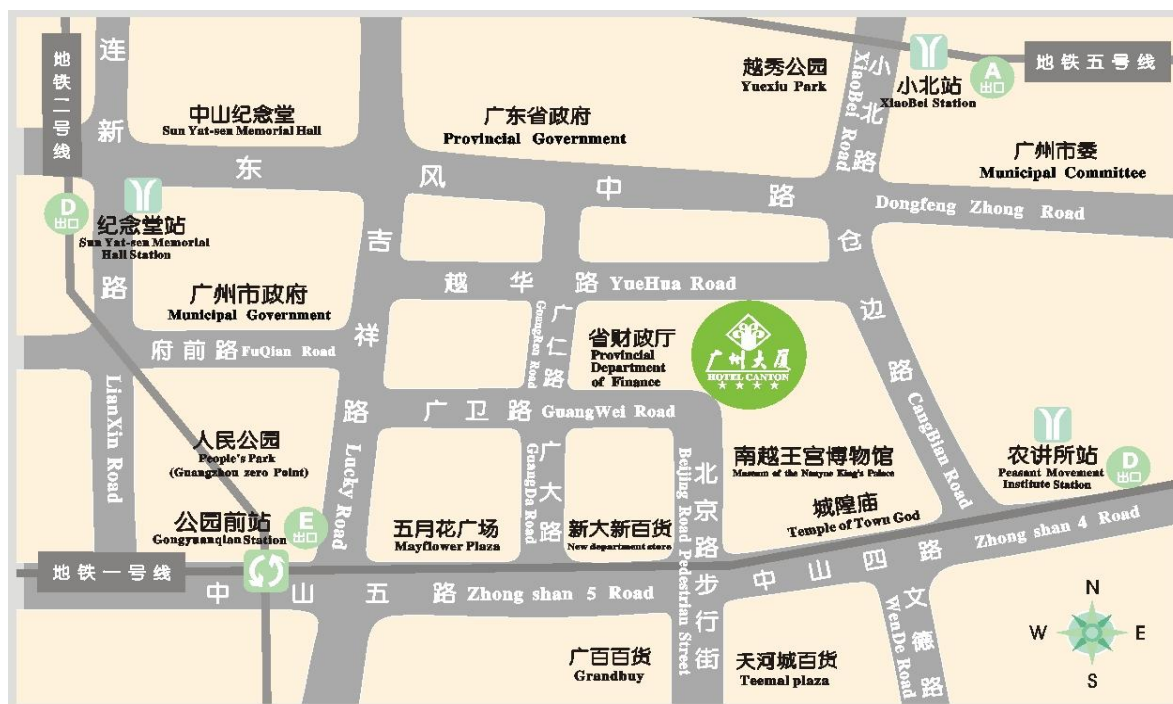 地铁二号线
连新路
LianXin Road
中山纪念堂
Sun Yat-sen Memorial Hall
广东省政府
Provincial Government
越秀公园
Yuexiu Park
小北路
XiaoBei Road
小北站
XiaoBei Station
A
出口
地铁五号线
广州市委
Municipal Committee
东风中路
Dongfeng Zhong Road
D
出口
纪念堂站
Sun Yat-sen Memorial
Hall Station
吉祥路
Lucky Road
越华路 YueHua Road
仓边路
CangBian Road
广州市政府
Municipal Government
府前路 FuQian Road
广仁路
GuangRen Road
省财政厅
Provincial
Department
of Finance
广州大厦
HOTEL CANTON
★ ★ ★ ★
广卫路 GuangWei Road
人民公园
People's Park
(Guangzhou zero Point)
广大路
GuangDa Road
北京路步行街
Beijing Road Pedestrian Street
南越王宫博物馆
Museum of the Nanyue King's Palace
农讲所站
Peasant Movement
Institute Station
D
出口
公园前站
Gongyuanqian Station
E
出口
五月花广场
Mayflower Plaza
新大新百货
New department store
城隍庙
Temple of Town God
地铁一号线
中山五路 Zhong shan 5 Road
中山四路 Zhong shan 4 Road
文德路
WenDe Road
广百百货
Grandbuy
天河城百货
Teemal plaza
N
W
E
S